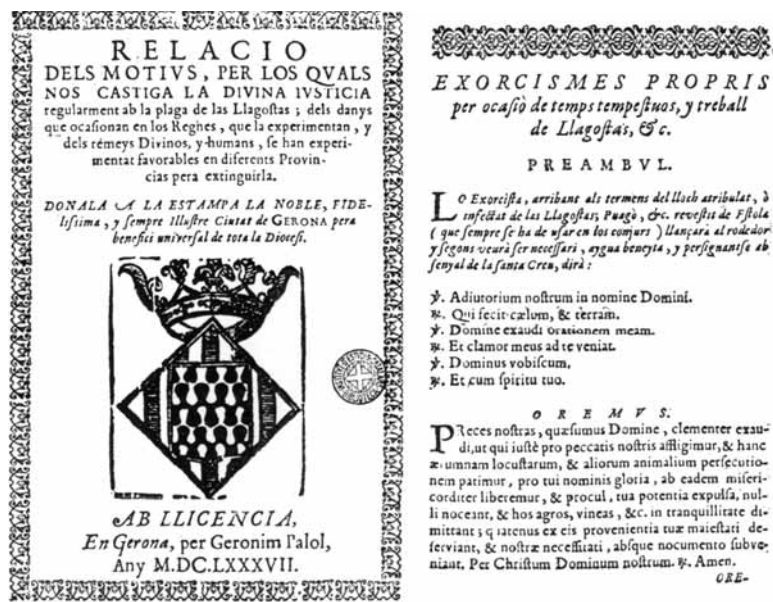 RELACIO
DELS MOTIVS, PER LOS QVALS
NOS CASTIGA LA DIVINA IVSTICIA
regularment ab la plaga de las Llagoſtas ; dels danys
que ocaſionan en los Reghes , que la experimentan , y
dels rémeys Divinos, y humans, ſe han experi-
mentat favorables en diferents Provin-
cias pera extinguirla.
DONALA A LA ESTAMPA LA NOBLE, FIDE-
liſsima , y ſempre Illuſtre Ciutat de GERONA pera
benefici univerſal de tota la Dioceſi.
AB LLICENCIA,
En Gerona, per Geronim Palol,
Any M.DC.LXXXVII.
EXORCISMES PROPRIS
per ocaſiò de temps tempeſtuos, y treball
de Llagoſtas, &c.
PREAMBVL.
LO Exorciſta , arribant als termens del lloch atribulat , ò
infectat de las Llagoſtas, Puagò, &c. reveſtit de Eſtola
( que ſempre ſe ha de uſar en los conjurs ) llançarà al rodedor
y ſegons veurà ſer neceſſari , aygua beneyta , y perſignantſe ab
ſenyal de la ſanta Creu, dirà :
℣. Adiutorium noſtrum in nomine Domini.
℟. Qui fecit cælum, & terram.
℣. Domine exaudi orationem meam.
℟. Et clamor meus ad te veniat.
℣. Dominus vobiſcum.
℟. Et cum ſpiritu tuo.
OREMVS.
PReces noſtras , quæſumus Domine , clementer exau-
di,ut qui iuſtè pro peccatis noſtris affligimur,& hanc
ærumnam locuſtarum, & aliorum animalium perſecutio-
nem patimur , pro tui nominis gloria , ab eadem miſeri-
corditer liberemur, & procul, tua potentia expulſa, nul-
li noceant, & hos agros, vineas , &c. in tranquillitate di-
mittant ; quatenus ex eis provenientia tuæ maieſtati de-
ſerviant, & noſtræ neceſſitati , abſque nocumento ſubve-
niant. Per Chriſtum Dominum noſtrum. ℟. Amen.
ORE-